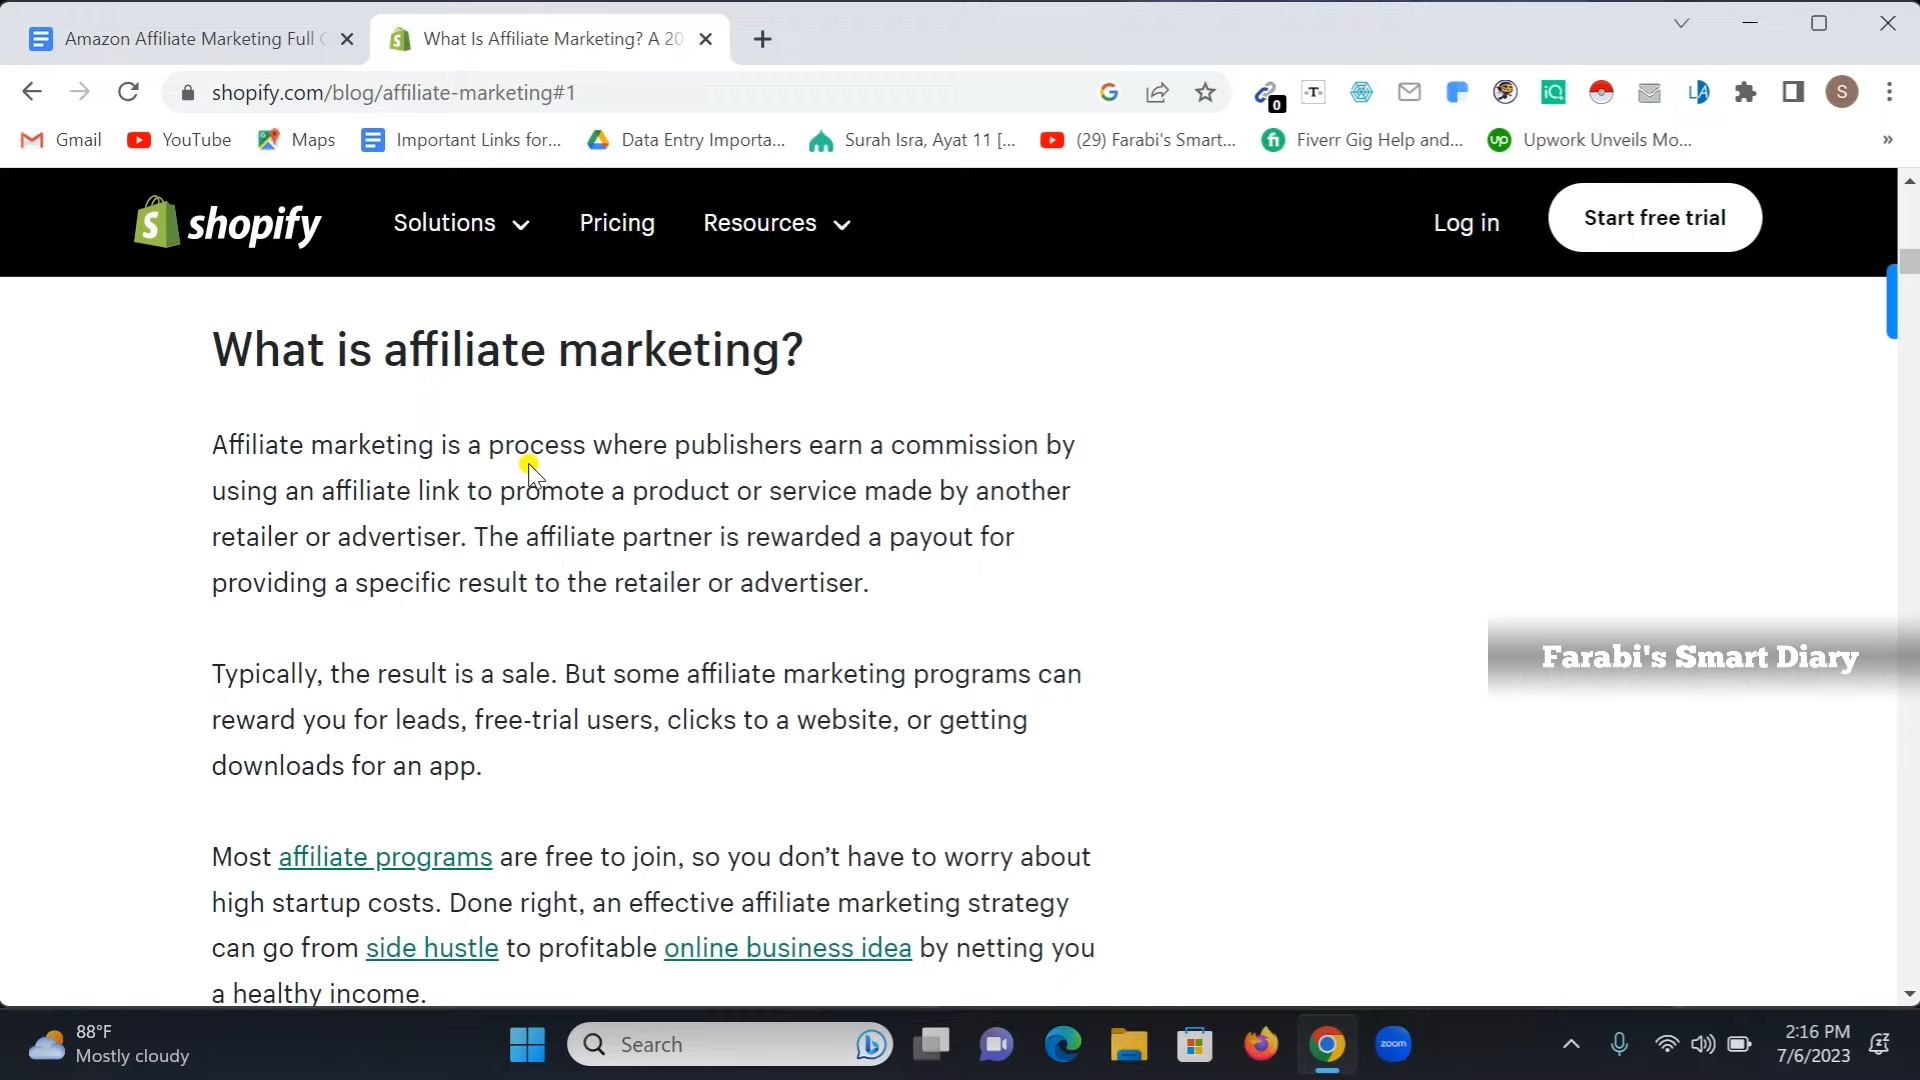 Amazon Affiliate Marketing Full
What Is Affiliate Marketing? A 20
shopify.com/blog/affiliate-marketing#1
0
T
iQ
LA
S
Gmail
YouTube
Maps
Important Links for...
Data Entry Importa...
Surah Isra, Ayat 11 [...
(29) Farabi's Smart...
Fiverr Gig Help and...
Upwork Unveils Mo...
»
shopify
Solutions
Pricing
Resources
Log in
Start free trial
What is affiliate marketing?
Affiliate marketing is a process where publishers earn a commission by
using an affiliate link to promote a product or service made by another
retailer or advertiser. The affiliate partner is rewarded a payout for
providing a specific result to the retailer or advertiser.
Typically, the result is a sale. But some affiliate marketing programs can
reward you for leads, free-trial users, clicks to a website, or getting
downloads for an app.
Most affiliate programs are free to join, so you don’t have to worry about
high startup costs. Done right, an effective affiliate marketing strategy
can go from side hustle to profitable online business idea by netting you
a healthy income.
Farabi's Smart Diary
88°F
Mostly cloudy
Search
zoom
2:16 PM
7/6/2023